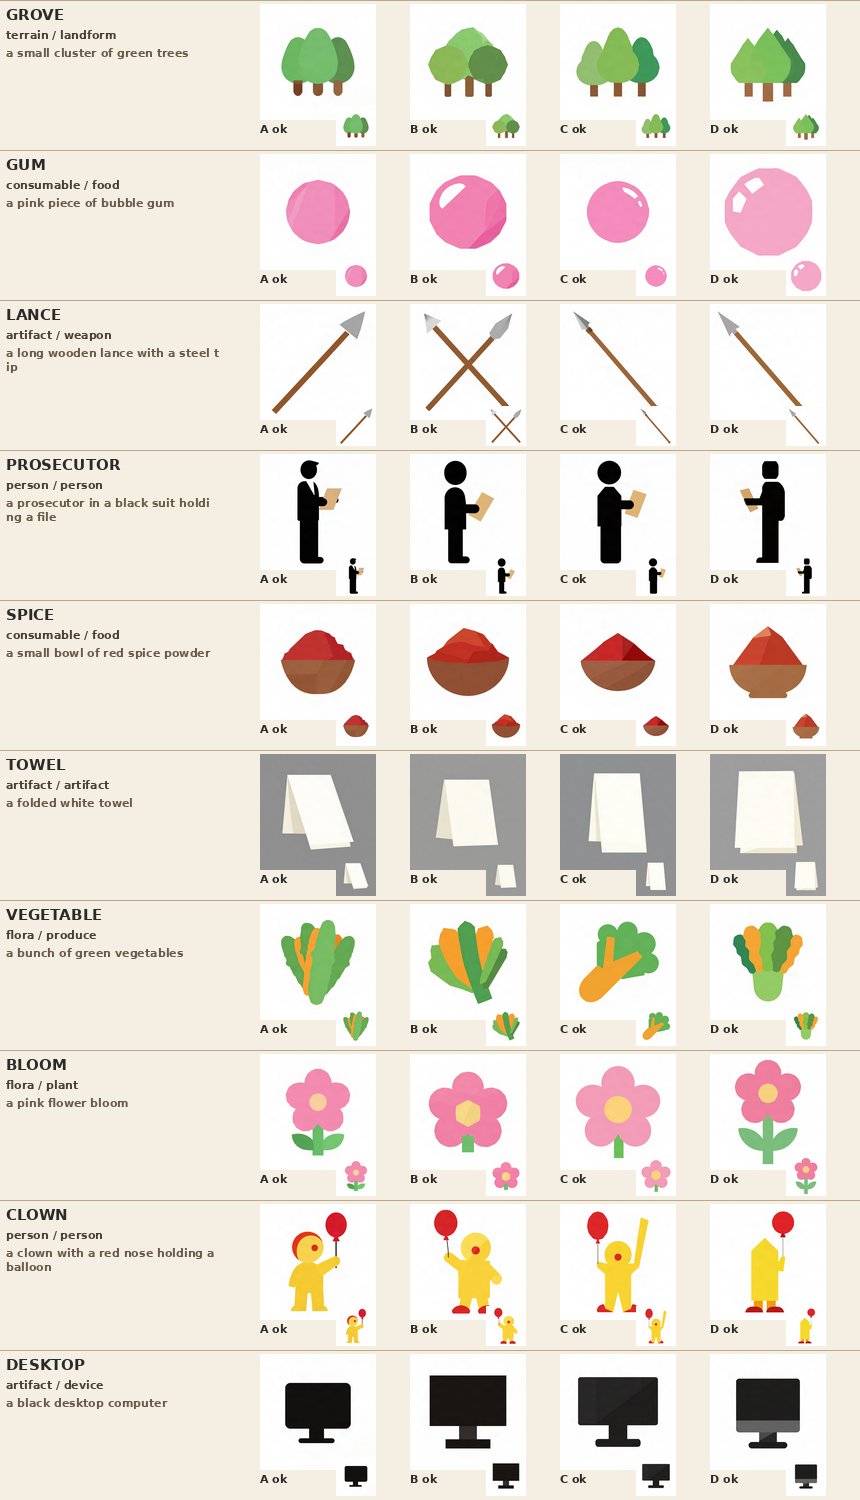 GROVE
terrain / landform
a small cluster of green trees
A ok
B ok
C ok
D ok
GUM
consumable / food
a pink piece of bubble gum
A ok
B ok
C ok
D ok
LANCE
artifact / weapon
a long wooden lance with a steel t
ip
A ok
B ok
C ok
D ok
PROSECUTOR
person / person
a prosecutor in a black suit holdi
ng a file
A ok
B ok
C ok
D ok
SPICE
consumable / food
a small bowl of red spice powder
A ok
B ok
C ok
D ok
TOWEL
artifact / artifact
a folded white towel
A ok
B ok
C ok
D ok
VEGETABLE
flora / produce
a bunch of green vegetables
A ok
B ok
C ok
D ok
BLOOM
flora / plant
a pink flower bloom
A ok
B ok
C ok
D ok
CLOWN
person / person
a clown with a red nose holding a
balloon
A ok
B ok
C ok
D ok
DESKTOP
artifact / device
a black desktop computer
A ok
B ok
C ok
D ok